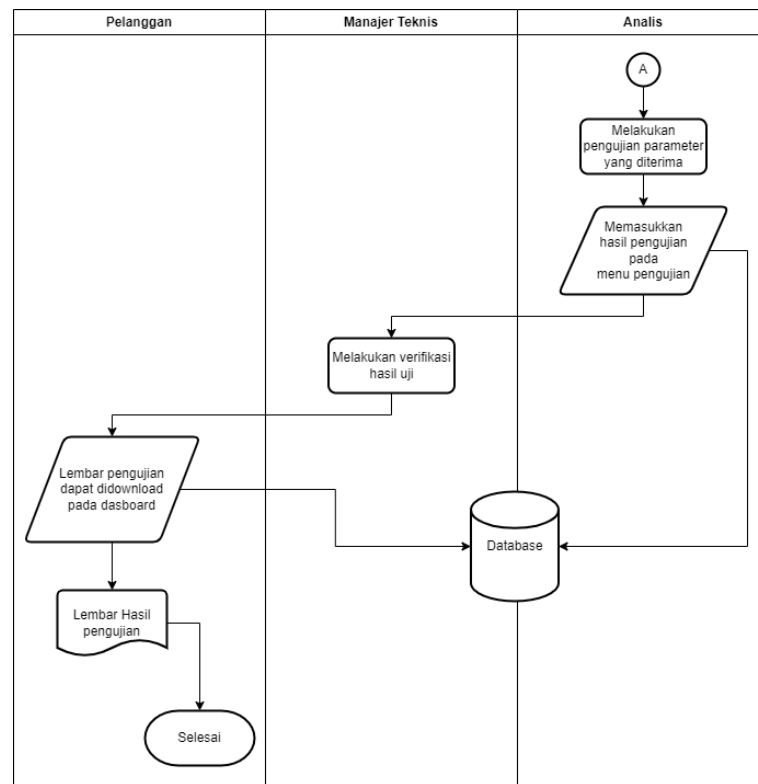 Pelanggan
Manajer Teknis
Analis
A
Melakukan
pengujian parameter
yang diterima
Memasukkan
hasil pengujian
pada
menu pengujian
Melakukan verifikasi
hasil uji
Lembar pengujian
dapat didownload
pada dasboard
Database
Lembar Hasil
pengujian
Selesai